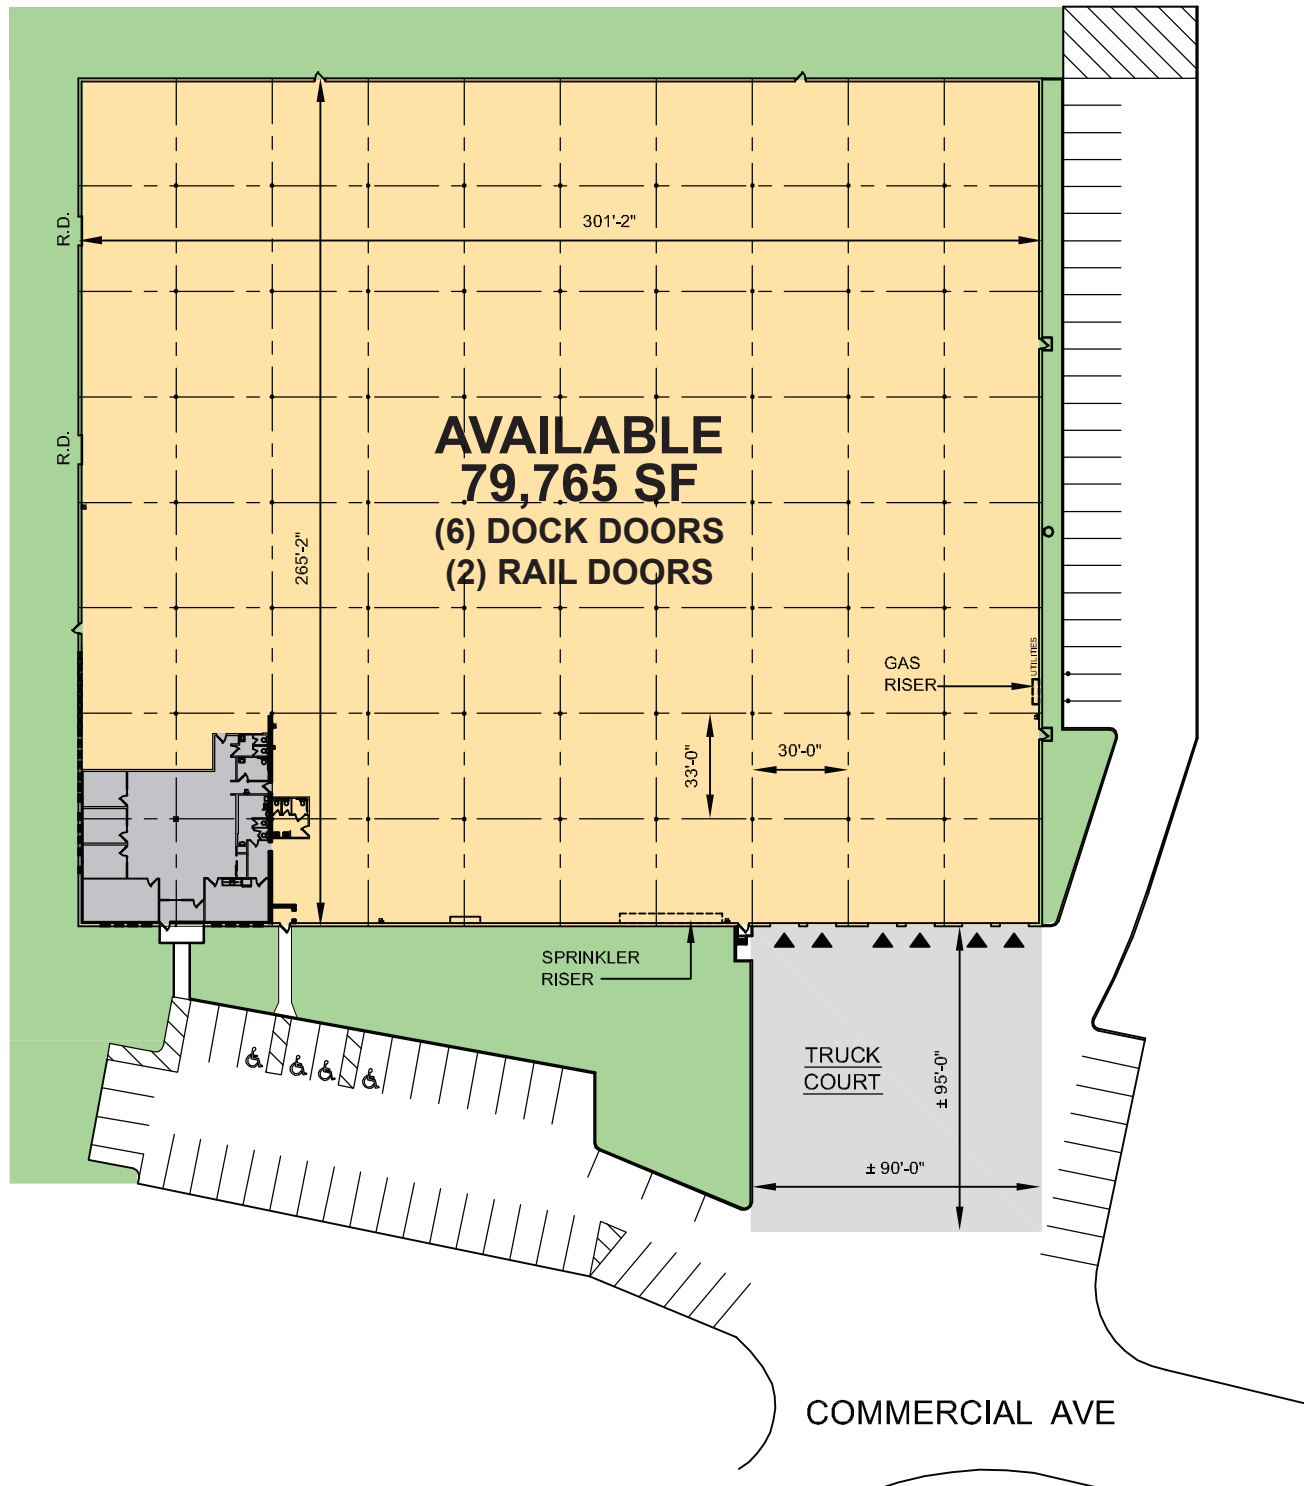 R.D.
301'-2"
R.D.
AVAILABLE
79,765 SF
(6) DOCK DOORS
(2) RAIL DOORS
265'-2"
UTILITIES
GAS
RISER
33'-0"
30'-0"
SPRINKLER
RISER
TRUCK
COURT
± 95'-0"
± 90'-0"
COMMERCIAL AVE